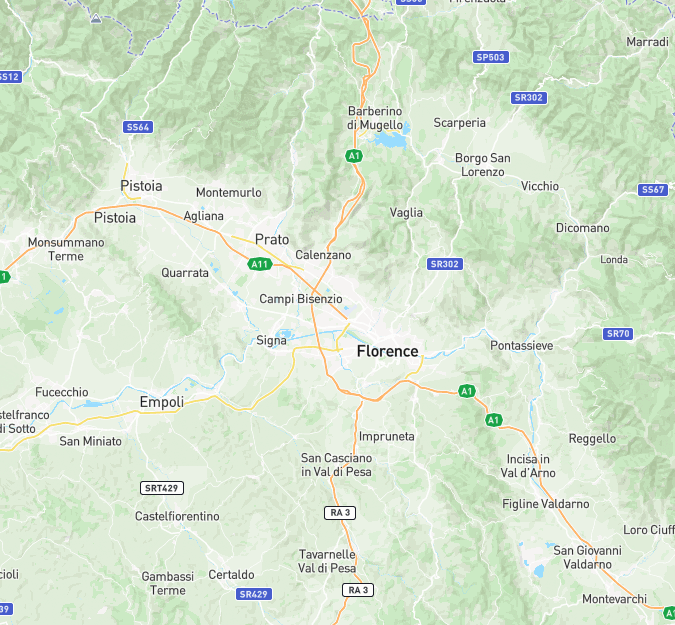 Marradi
SP503
SS12
SR302
Barberino
di Mugello
Scarperia
SS64
A1
Borgo San
Lorenzo
Pistoia
Montemurlo
Vicchio
SS67
Pistoia
Agliana
Vaglia
Dicomano
Monsummano
Terme
Prato
Calenzano
Londa
A11
SR302
Quarrata
Campi Bisenzio
Signa
SR70
Florence
Pontassieve
Fucecchio
A1
Empoli
di Sotto
A1
San Miniato
Impruneta
Reggello
San Casciano
in Val di Pesa
Incisa in
Val d'Arno
SRT429
Figline Valdarno
RA 3
Castelfiorentino
Loro Ciuff
San Giovanni
Valdarno
Tavarnelle
Val di Pesa
Gambassi
Terme
Certaldo
SR429
RA 3
Montevarchi